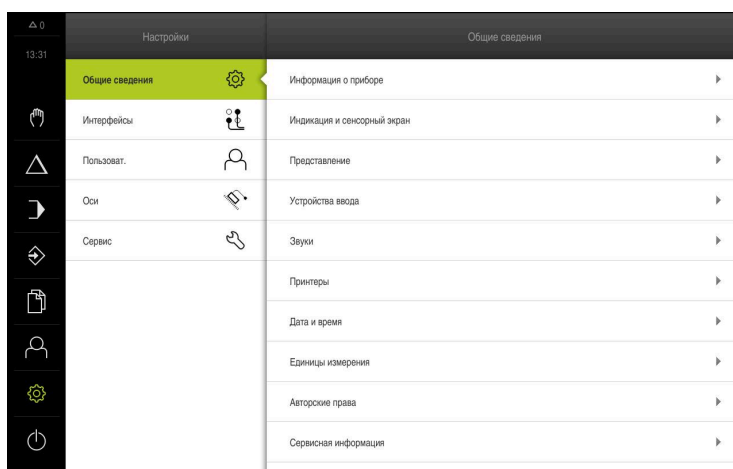 0
13:31
Настройки
Общие сведения
Интерфейсы
Пользоват.
Оси
Сервис
Общие сведения
Информация о приборе
Индикация и сенсорный экран
Представление
Устройства ввода
Звуки
Принтеры
Дата и время
Единицы измерения
Авторские права
Сервисная информация